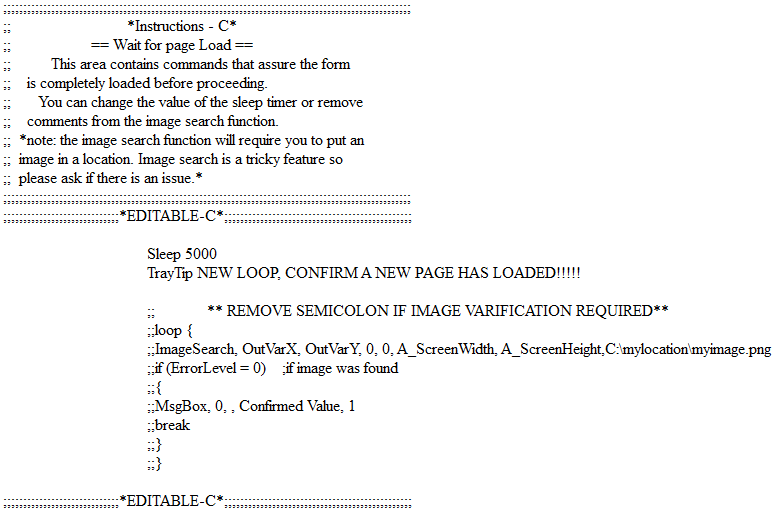 ;;;;;;;;;;;;;;;;;;;;;;;;;;;;;;;;;;;;;;;;;;;;;;;;;;;;;;;;;;;;;;;;;;;;;;;;;;;;;;;;;;;;;;;;;;;;;;;;;;;;;;
;; *Instructions - C*
;; == Wait for page Load ==
;; This area contains commands that assure the form
;; is completely loaded before proceeding.
;; You can change the value of the sleep timer or remove
;; comments from the image search function.
;; *note: the image search function will require you to put an
;; image in a location. Image search is a tricky feature so
;; please ask if there is an issue.*
;;;;;;;;;;;;;;;;;;;;;;;;;;;;;;;;;;;;;;;;;;;;;;;;;;;;;;;;;;;;;;;;;;;;;;;;;;;;;;;;;;;;;;;;;;;;;;;;;;;;;;
;;;;;;;;;;;;;;;;;;;;;;;;;;;;;*EDITABLE-C*;;;;;;;;;;;;;;;;;;;;;;;;;;;;;;;;;;;;;;;;;;;;;;;
Sleep 5000
TrayTip NEW LOOP, CONFIRM A NEW PAGE HAS LOADED!!!!!
;; ** REMOVE SEMICOLON IF IMAGE VARIFICATION REQUIRED**
;;loop {
;;ImageSearch, OutVarX, OutVarY, 0, 0, A_ScreenWidth, A_ScreenHeight,C:\mylocation\myimage.png
;;if (ErrorLevel = 0) ;if image was found
;;{
;;MsgBox, 0, , Confirmed Value, 1
;;break
;;}
;;}
;;;;;;;;;;;;;;;;;;;;;;;;;;;;;*EDITABLE-C*;;;;;;;;;;;;;;;;;;;;;;;;;;;;;;;;;;;;;;;;;;;;;;;